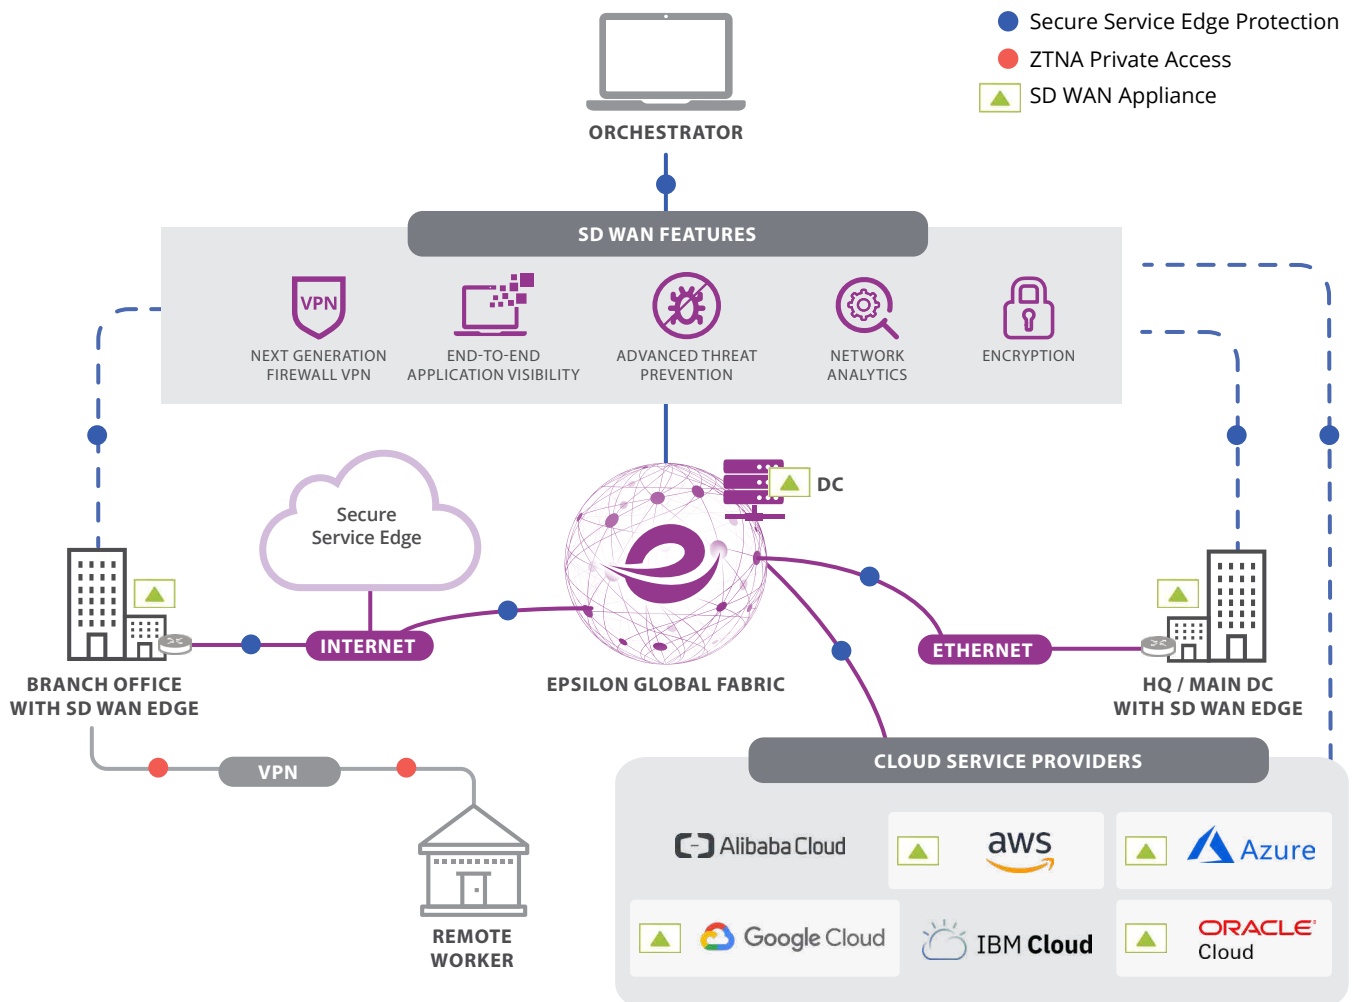 Secure Service Edge Protection
ZTNA Private Access
SD WAN Appliance
ORCHESTRATOR
SD WAN FEATURES
VPN
NEXT GENERATION
FIREWALL VPN
END-TO-END
APPLICATION VISIBILITY
ADVANCED THREAT
PREVENTION
NETWORK
ANALYTICS
ENCRYPTION
Secure
Service Edge
DC
e
INTERNET
ETHERNET
BRANCH OFFICE
WITH SD WAN EDGE
EPSILON GLOBAL FABRIC
HQ / MAIN DC
WITH SD WAN EDGE
VPN
REMOTE
WORKER
CLOUD SERVICE PROVIDERS
Alibaba Cloud
aws
Azure
Google Cloud
IBM Cloud
ORACLE
Cloud